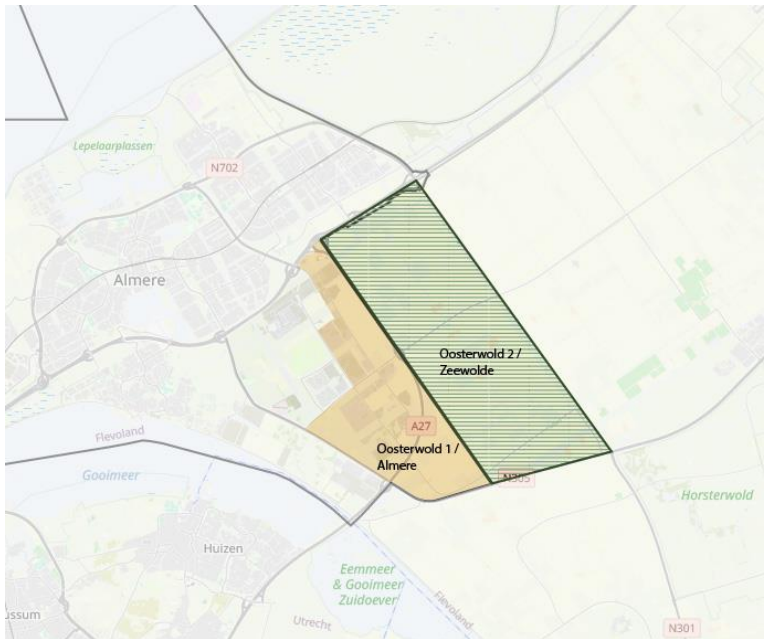 Lepelaarplassen
N702
Almere
Oosterwold 2 /
Zeewolde
A27
Flevoland
Oosterwold 1 /
Almere
Gooimeer
N305
Horsterwold
Huizen
Eemmeer
& Gooimeer
Zuidoever
Flevoland
ussum
Utrecht
N301